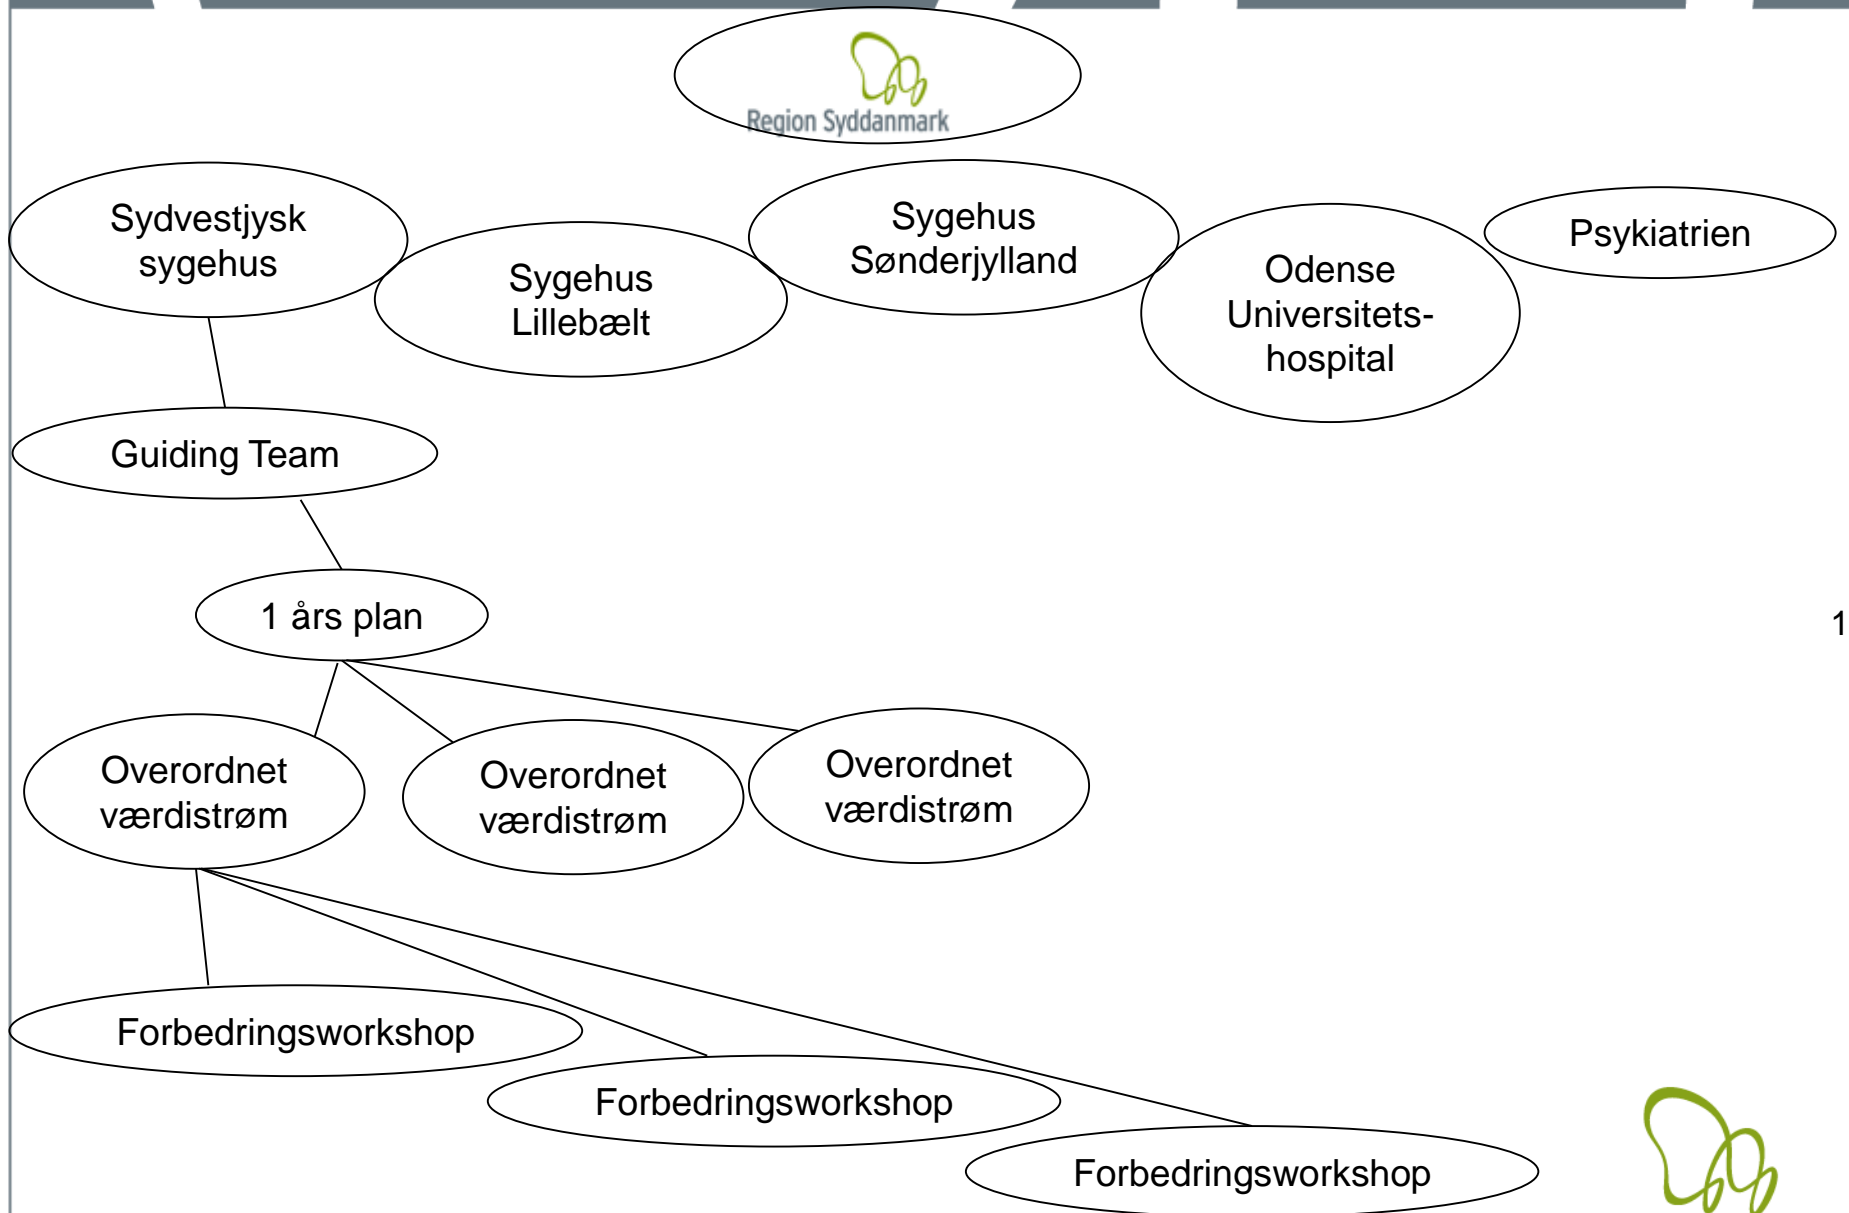 Region Syddanmark
Sydvestjysk
sygehus
Sygehus
Lillebælt
Sygehus
Sønderjylland
Odense
Universitets-
hospital
Psykiatrien
Guiding Team
1 års plan
1
Overordnet
værdistrøm
Overordnet
værdistrøm
Overordnet
værdistrøm
Forbedringsworkshop
Forbedringsworkshop
Forbedringsworkshop